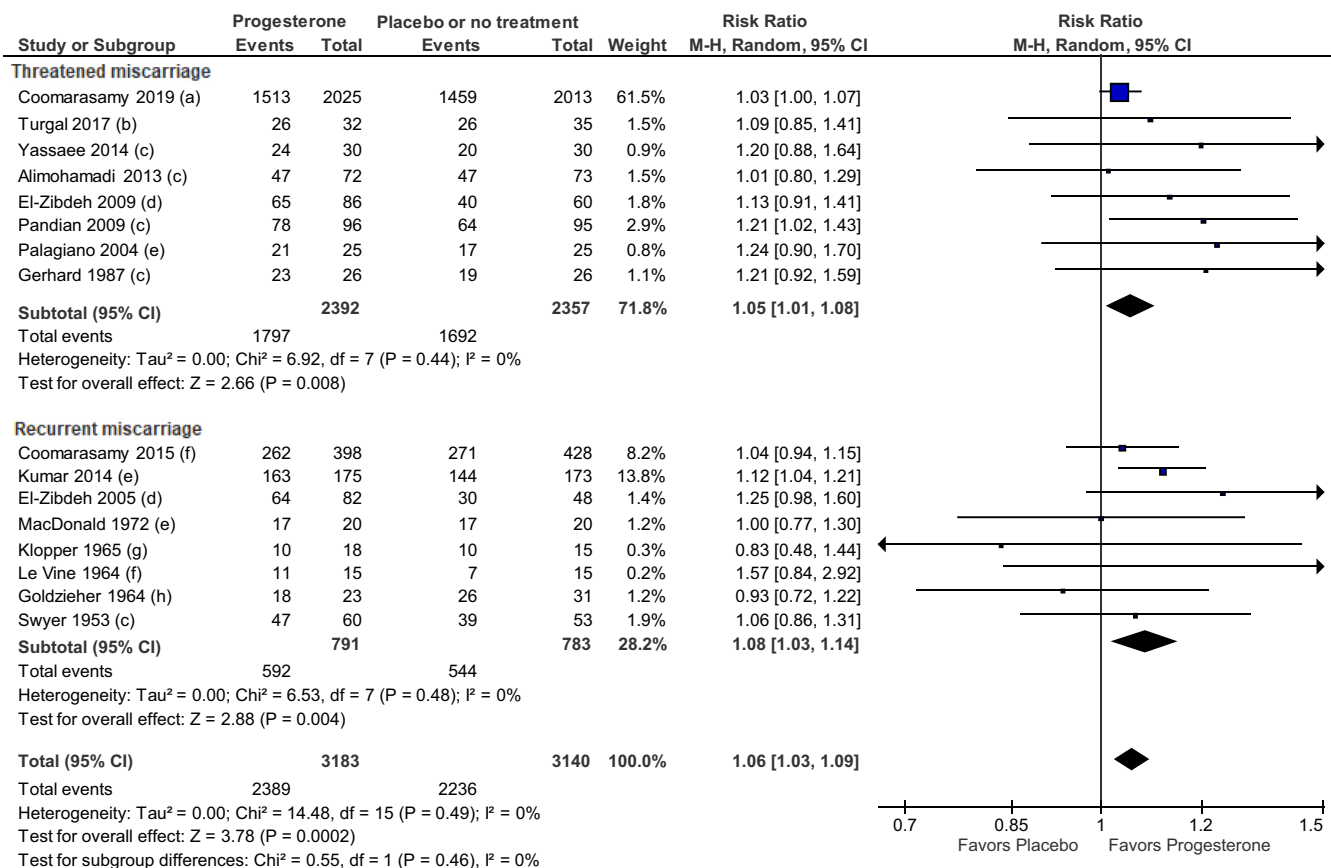 Progesterone Placebo or no treatment Risk Ratio Risk Ratio
Study or Subgroup Events Total Events Total Weight M-H, Random, 95% CI M-H, Random, 95% CI
Threatened miscarriage
Coomarasamy 2019 (a) 1513 2025 1459 2013 61.5% 1.03 [1.00, 1.07]
Turgal 2017 (b) 26 32 26 35 1.5% 1.09 [0.85, 1.41]
Yassaee 2014 (c) 24 30 20 30 0.9% 1.20 [0.88, 1.64]
Alimohamadi 2013 (c) 47 72 47 73 1.5% 1.01 [0.80, 1.29]
El-Zibdeh 2009 (d) 65 86 40 60 1.8% 1.13 [0.91, 1.41]
Pandian 2009 (c) 78 96 64 95 2.9% 1.21 [1.02, 1.43]
Palagiano 2004 (e) 21 25 17 25 0.8% 1.24 [0.90, 1.70]
Gerhard 1987 (c) 23 26 19 26 1.1% 1.21 [0.92, 1.59]
Subtotal (95% CI) 2392 2357 71.8% 1.05 [1.01, 1.08]
Total events 1797 1692
Heterogeneity: Tau² = 0.00; Chi² = 6.92, df = 7 (P = 0.44); I² = 0%
Test for overall effect: Z = 2.66 (P = 0.008)
Recurrent miscarriage
Coomarasamy 2015 (f) 262 398 271 428 8.2% 1.04 [0.94, 1.15]
Kumar 2014 (e) 163 175 144 173 13.8% 1.12 [1.04, 1.21]
El-Zibdeh 2005 (d) 64 82 30 48 1.4% 1.25 [0.98, 1.60]
MacDonald 1972 (e) 17 20 17 20 1.2% 1.00 [0.77, 1.30]
Klopper 1965 (g) 10 18 10 15 0.3% 0.83 [0.48, 1.44]
Le Vine 1964 (f) 11 15 7 15 0.2% 1.57 [0.84, 2.92]
Goldzieher 1964 (h) 18 23 26 31 1.2% 0.93 [0.72, 1.22]
Swyer 1953 (c) 47 60 39 53 1.9% 1.06 [0.86, 1.31]
Subtotal (95% CI) 791 783 28.2% 1.08 [1.03, 1.14]
Total events 592 544
Heterogeneity: Tau² = 0.00; Chi² = 6.53, df = 7 (P = 0.48); I² = 0%
Test for overall effect: Z = 2.88 (P = 0.004)
Total (95% CI) 3183 3140 100.0% 1.06 [1.03, 1.09]
Total events 2389 2236
Heterogeneity: Tau² = 0.00; Chi² = 14.48, df = 15 (P = 0.49); I² = 0%
Test for overall effect: Z = 3.78 (P = 0.0002)
Test for subgroup differences: Chi² = 0.55, df = 1 (P = 0.46), I² = 0%
0.7 0.85 1 1.2 1.5
Favors Placebo Favors Progesterone